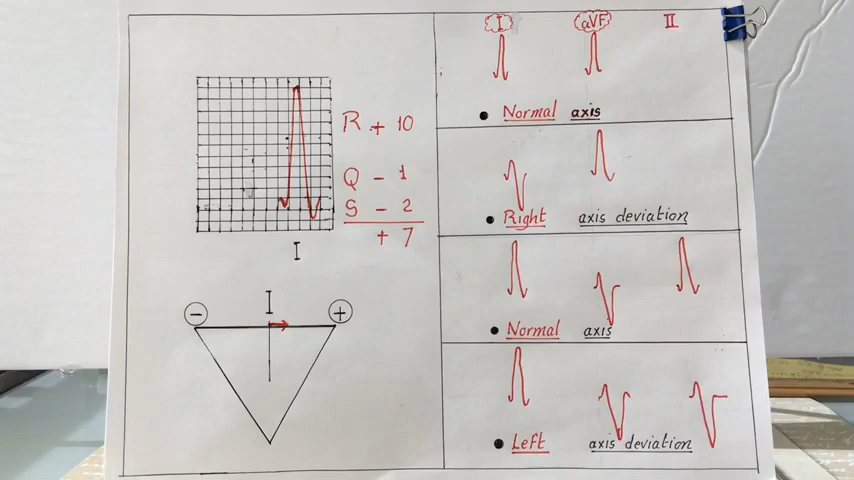 R + 10
Q - 1
S - 2
+ 7
I
I
- +
I aVF II
• Normal axis
• Right axis deviation
• Normal axis
• Left axis deviation